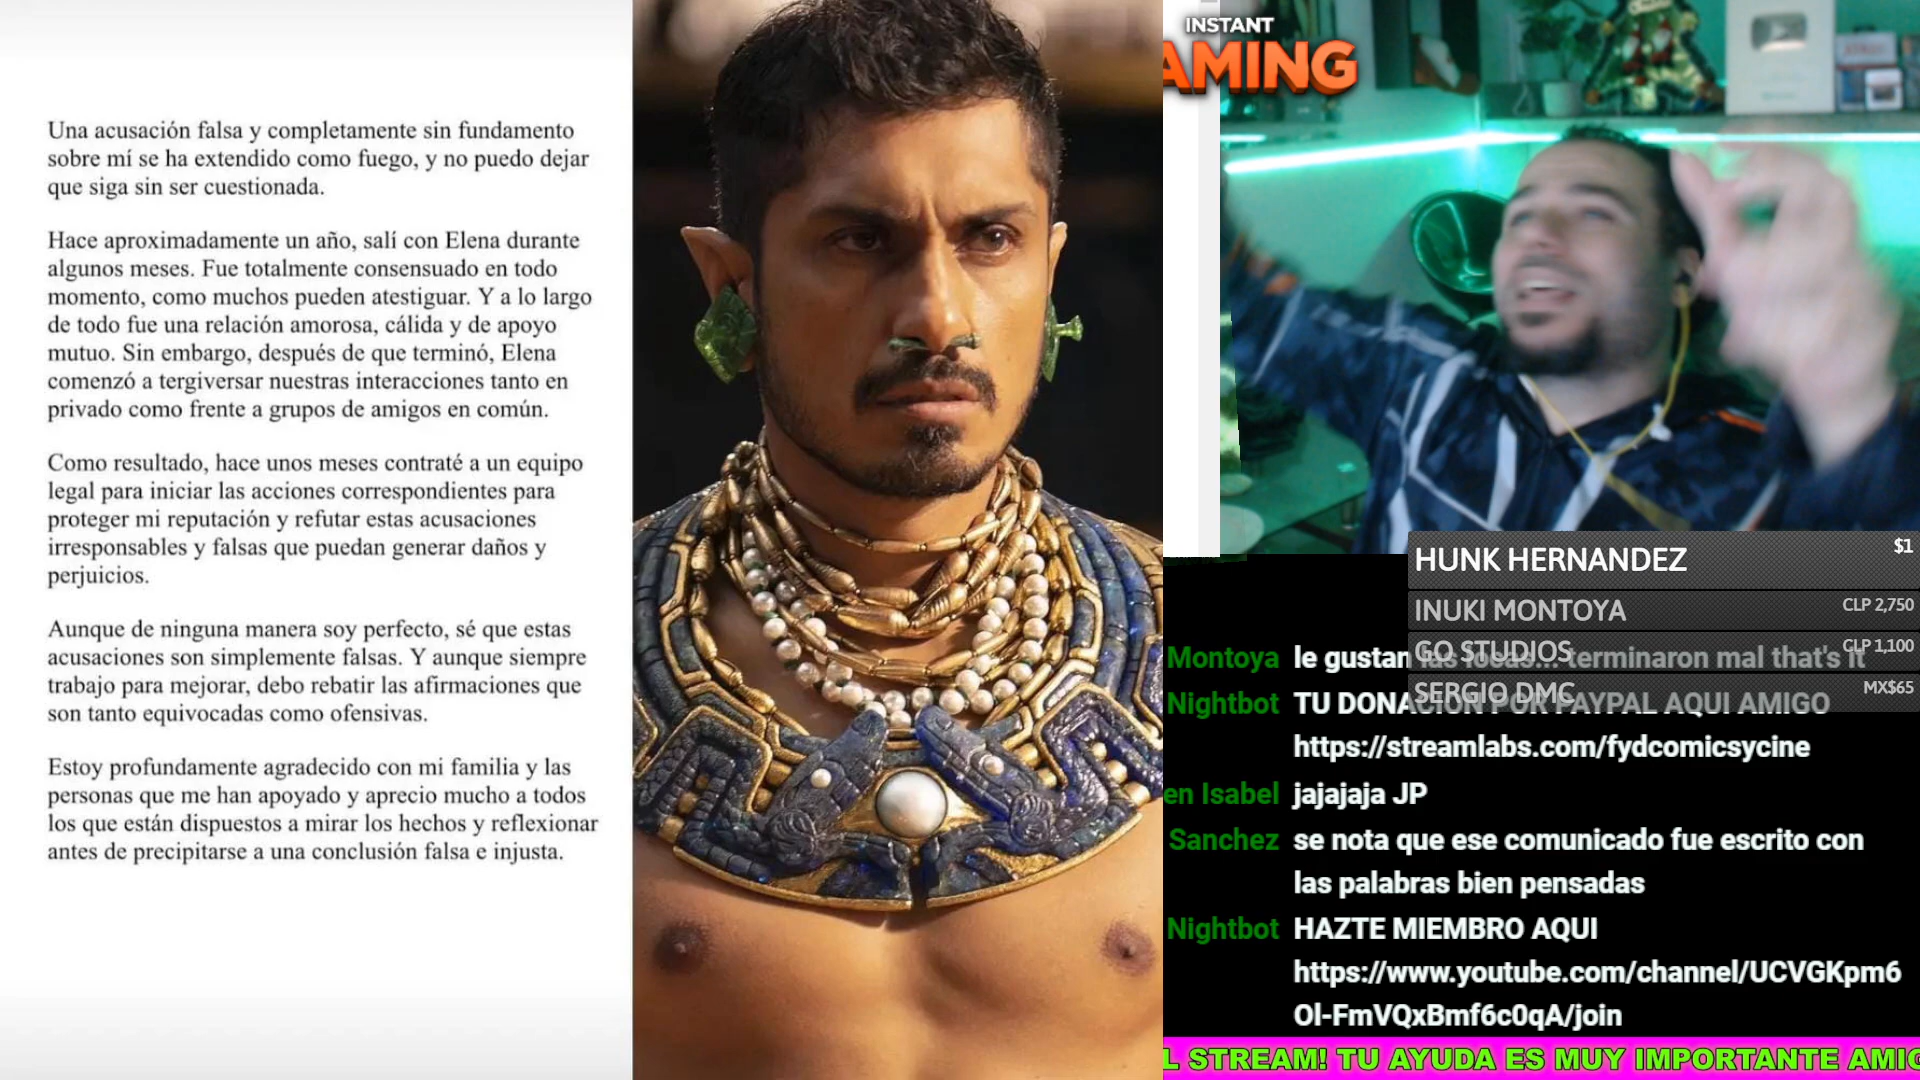 Una acusación falsa y completamente sin fundamento
sobre mí se ha extendido como fuego, y no puedo dejar
que siga sin ser cuestionada.
Hace aproximadamente un año, salí con Elena durante
algunos meses. Fue totalmente consensuado en todo
momento, como muchos pueden atestiguar. Y a lo largo
de todo fue una relación amorosa, cálida y de apoyo
mutuo. Sin embargo, después de que terminó, Elena
comenzó a tergiversar nuestras interacciones tanto en
privado como frente a grupos de amigos en común.
Como resultado, hace unos meses contraté a un equipo
legal para iniciar las acciones correspondientes para
proteger mi reputación y refutar estas acusaciones
irresponsables y falsas que puedan generar daños y
perjuicios.
Aunque de ninguna manera soy perfecto, sé que estas
acusaciones son simplemente falsas. Y aunque siempre
trabajo para mejorar, debo rebatir las afirmaciones que
son tanto equivocadas como ofensivas.
Estoy profundamente agradecido con mi familia y las
personas que me han apoyado y aprecio mucho a todos
los que están dispuestos a mirar los hechos y reflexionar
antes de precipitarse a una conclusión falsa e injusta.
INSTANT
AMING
HUNK HERNANDEZ $1
INUKI MONTOYA CLP 2,750
GO STUDIOS CLP 1,100
SERGIO DMC MX$65
Montoya le gustan las locas... terminaron mal that's it
Nightbot TU DONACION POR PAYPAL AQUI AMIGO
https://streamlabs.com/fydcomicsycine
en Isabel jajajaja JP
Sanchez se nota que ese comunicado fue escrito con
las palabras bien pensadas
Nightbot HAZTE MIEMBRO AQUI
https://www.youtube.com/channel/UCVGKpm6
Ol-FmVQxBmf6c0qA/join
L STREAM! TU AYUDA ES MUY IMPORTANTE AMIG